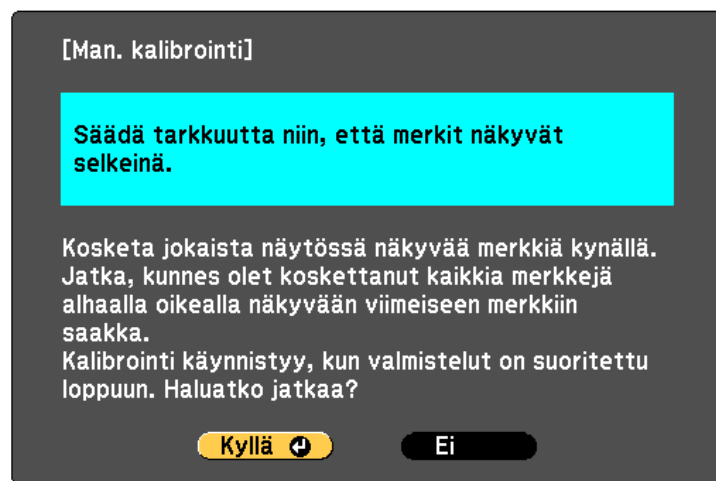 [Man. kalibrointi]
Säädä tarkkuutta niin, että merkit näkyvät
selkeinä.
Kosketa jokaista näytössä näkyvää merkkiä kynällä.
Jatka, kunnes olet koskettanut kaikkia merkkejä
alhaalla oikealla näkyvään viimeiseen merkkiin
saakka.
Kalibrointi käynnistyy, kun valmistelut on suoritettu
loppuun. Haluatko jatkaa?
Kyllä Ei